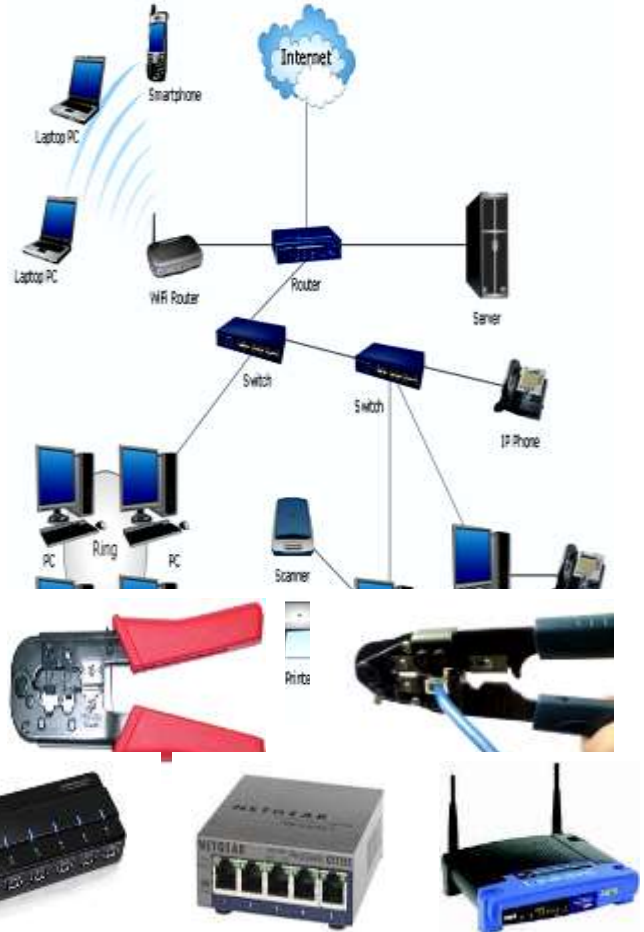 Internet
Smartphone
Laptop PC
Laptop PC
WiFi Router
Router
Server
Switch
Switch
IP Phone
Ring
PC
PC
Scanner
Printe
NETGEAR
NETGEAR